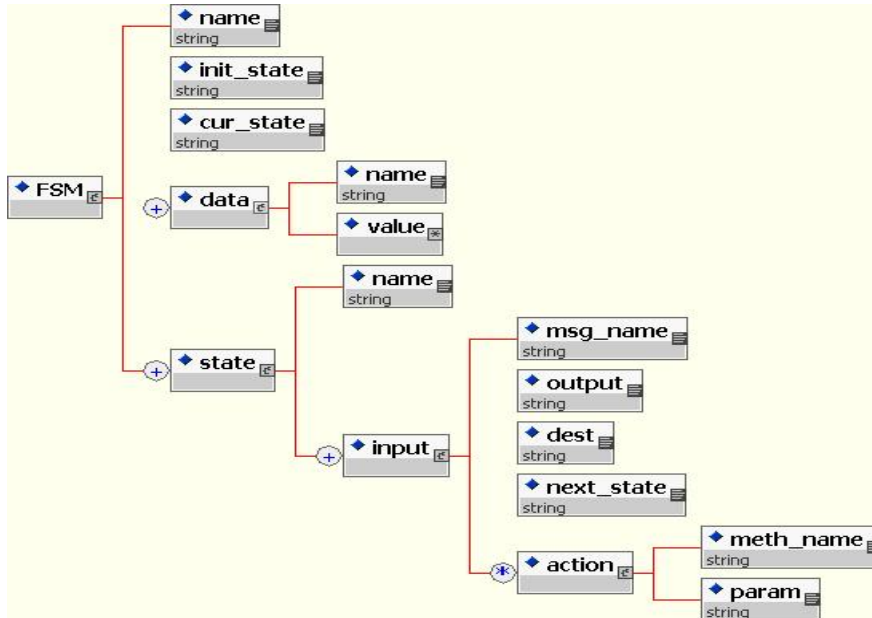 name
string
init_state
string
cur_state
string
FSM
data
name
string
value
state
name
string
input
msg_name
string
output
string
dest
string
next_state
string
action
meth_name
string
param
string